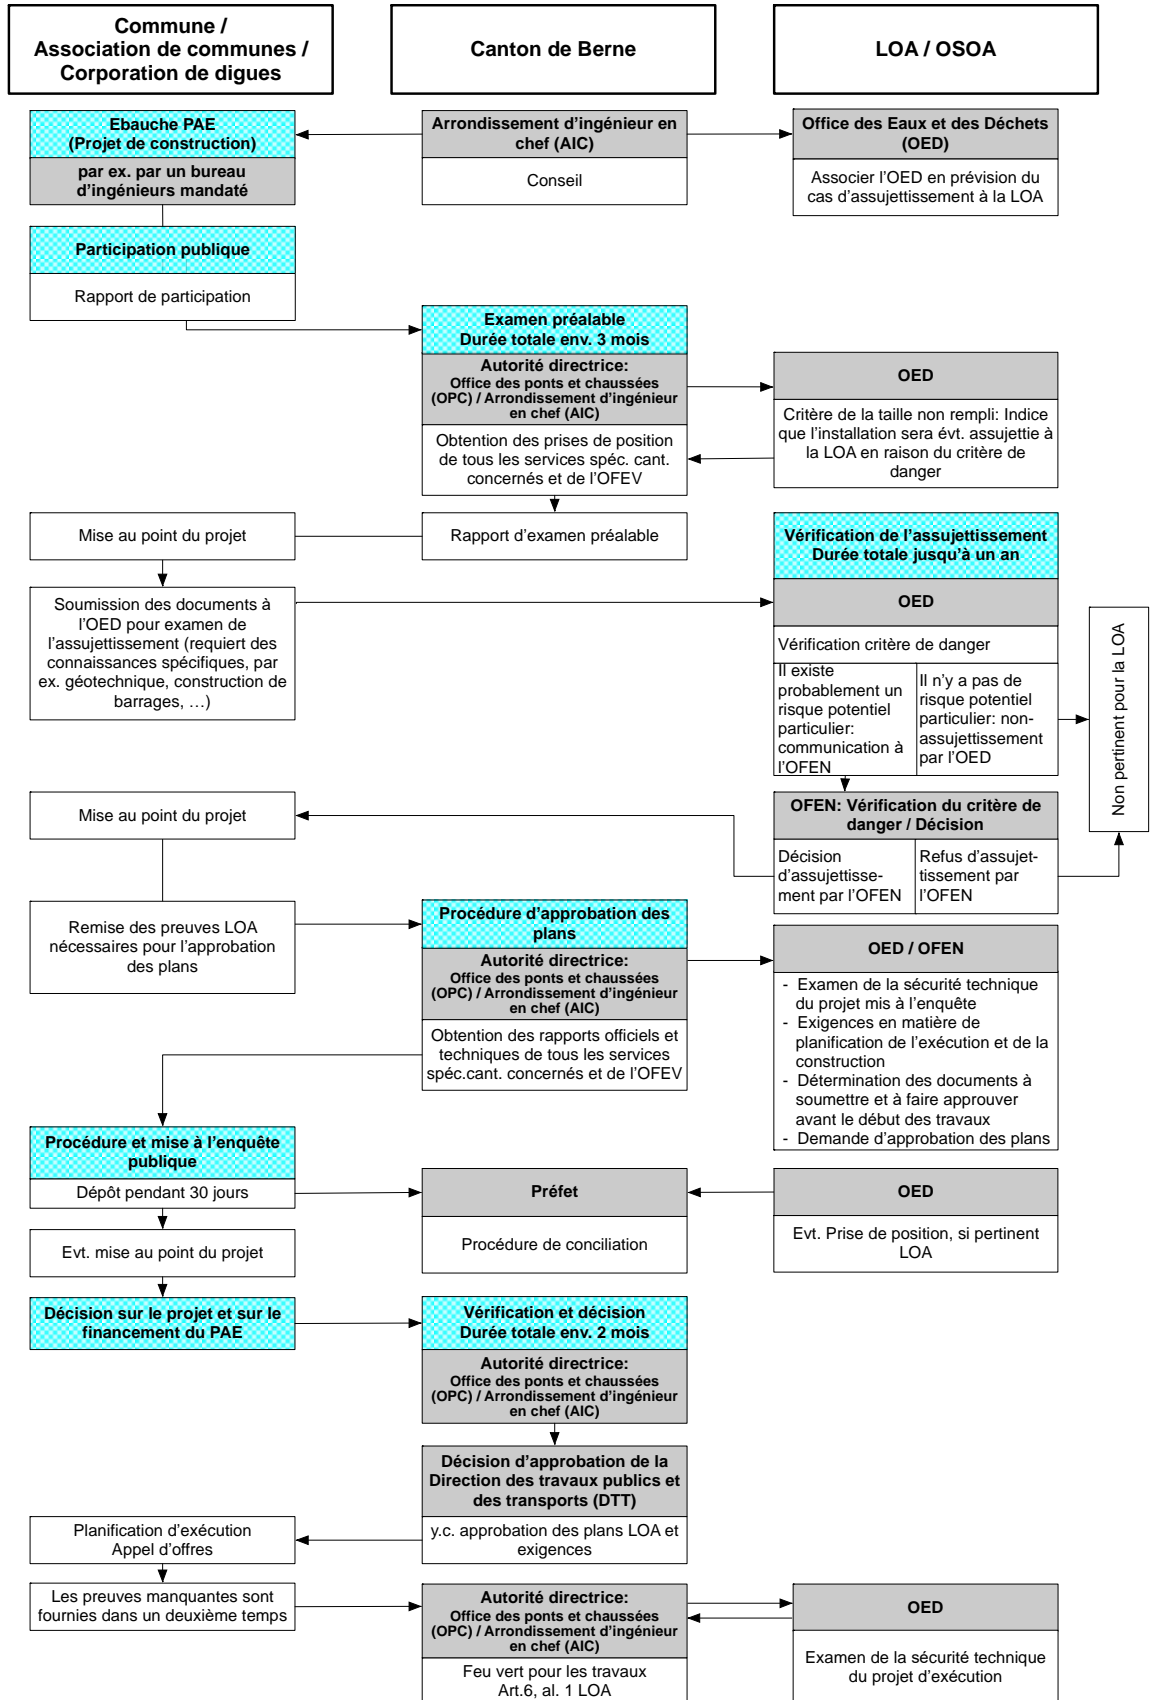 Commune /
Association de communes /
Corporation de digues
Canton de Berne
LOA / OSOA
Ebauche PAE
(Projet de construction)
par ex. par un bureau
d'ingénieurs mandaté
Arrondissement d'ingénieur en
chef (AIC)
Conseil
Office des Eaux et des Déchets
(OED)
Associer l'OED en prévision du
cas d'assujettissement à la LOA
Participation publique
Rapport de participation
Examen préalable
Durée totale env. 3 mois
Autorité directrice:
Office des ponts et chaussées
(OPC) / Arrondissement d'ingénieur
en chef (AIC)
Obtention des prises de position
de tous les services spéc. cant.
concernés et de l'OFEV
OED
Critère de la taille non rempli: Indice
que l'installation sera évt. assujettie à
la LOA en raison du critère de
danger
Mise au point du projet
Rapport d'examen préalable
Vérification de l'assujettissement
Durée totale jusqu'à un an
OED
Soumission des documents à
l'OED pour examen de
l'assujettissement (requiert des
connaissances spécifiques, par
ex. géotechnique, construction de
barrages, …)
Vérification critère de danger
Il existe
probablement un
risque potentiel
particulier:
communication à
l'OFEN
Il n'y a pas de
risque potentiel
particulier: non-
assujettissement
par l'OED
Non pertinent pour la LOA
Mise au point du projet
OFEN: Vérification du critère de
danger / Décision
Décision
d'assujettisse-
ment par l'OFEN
Refus d'assujet-
tissement par
l'OFEN
Remise des preuves LOA
nécessaires pour l'approbation
des plans
Procédure d'approbation des
plans
Autorité directrice:
Office des ponts et chaussées
(OPC) / Arrondissement d'ingénieur
en chef (AIC)
Obtention des rapports officiels et
techniques de tous les services
spéc.cant. concernés et de l'OFEV
OED / OFEN
- Examen de la sécurité technique
du projet mis à l'enquête
- Exigences en matière de
planification de l'exécution et de la
construction
- Détermination des documents à
soumettre et à faire approuver
avant le début des travaux
- Demande d'approbation des plans
Procédure et mise à l'enquête
publique
Dépôt pendant 30 jours
Préfet
Procédure de conciliation
OED
Evt. Prise de position, si pertinent
LOA
Evt. mise au point du projet
Décision sur le projet et sur le
financement du PAE
Vérification et décision
Durée totale env. 2 mois
Autorité directrice:
Office des ponts et chaussées
(OPC) / Arrondissement d'ingénieur
en chef (AIC)
Décision d'approbation de la
Direction des travaux publics et
des transports (DTT)
y.c. approbation des plans LOA et
exigences
Planification d'exécution
Appel d'offres
Les preuves manquantes sont
fournies dans un deuxième temps
Autorité directrice:
Office des ponts et chaussées
(OPC) / Arrondissement d'ingénieur
en chef (AIC)
Feu vert pour les travaux
Art.6, al. 1 LOA
OED
Examen de la sécurité technique
du projet d'exécution